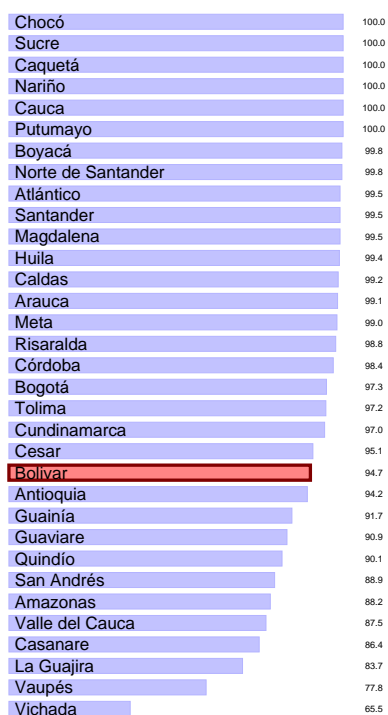 Chocó 100.0
Sucre 100.0
Caquetá 100.0
Nariño 100.0
Cauca 100.0
Putumayo 100.0
Boyacá 99.8
Norte de Santander 99.8
Atlántico 99.5
Santander 99.5
Magdalena 99.5
Huila 99.4
Caldas 99.2
Arauca 99.1
Meta 99.0
Risaralda 98.8
Córdoba 98.4
Bogotá 97.3
Tolima 97.2
Cundinamarca 97.0
Cesar 95.1
Bolivar 94.7
Antioquia 94.2
Guainía 91.7
Guaviare 90.9
Quindío 90.1
San Andrés 88.9
Amazonas 88.2
Valle del Cauca 87.5
Casanare 86.4
La Guajira 83.7
Vaupés 77.8
Vichada 65.5